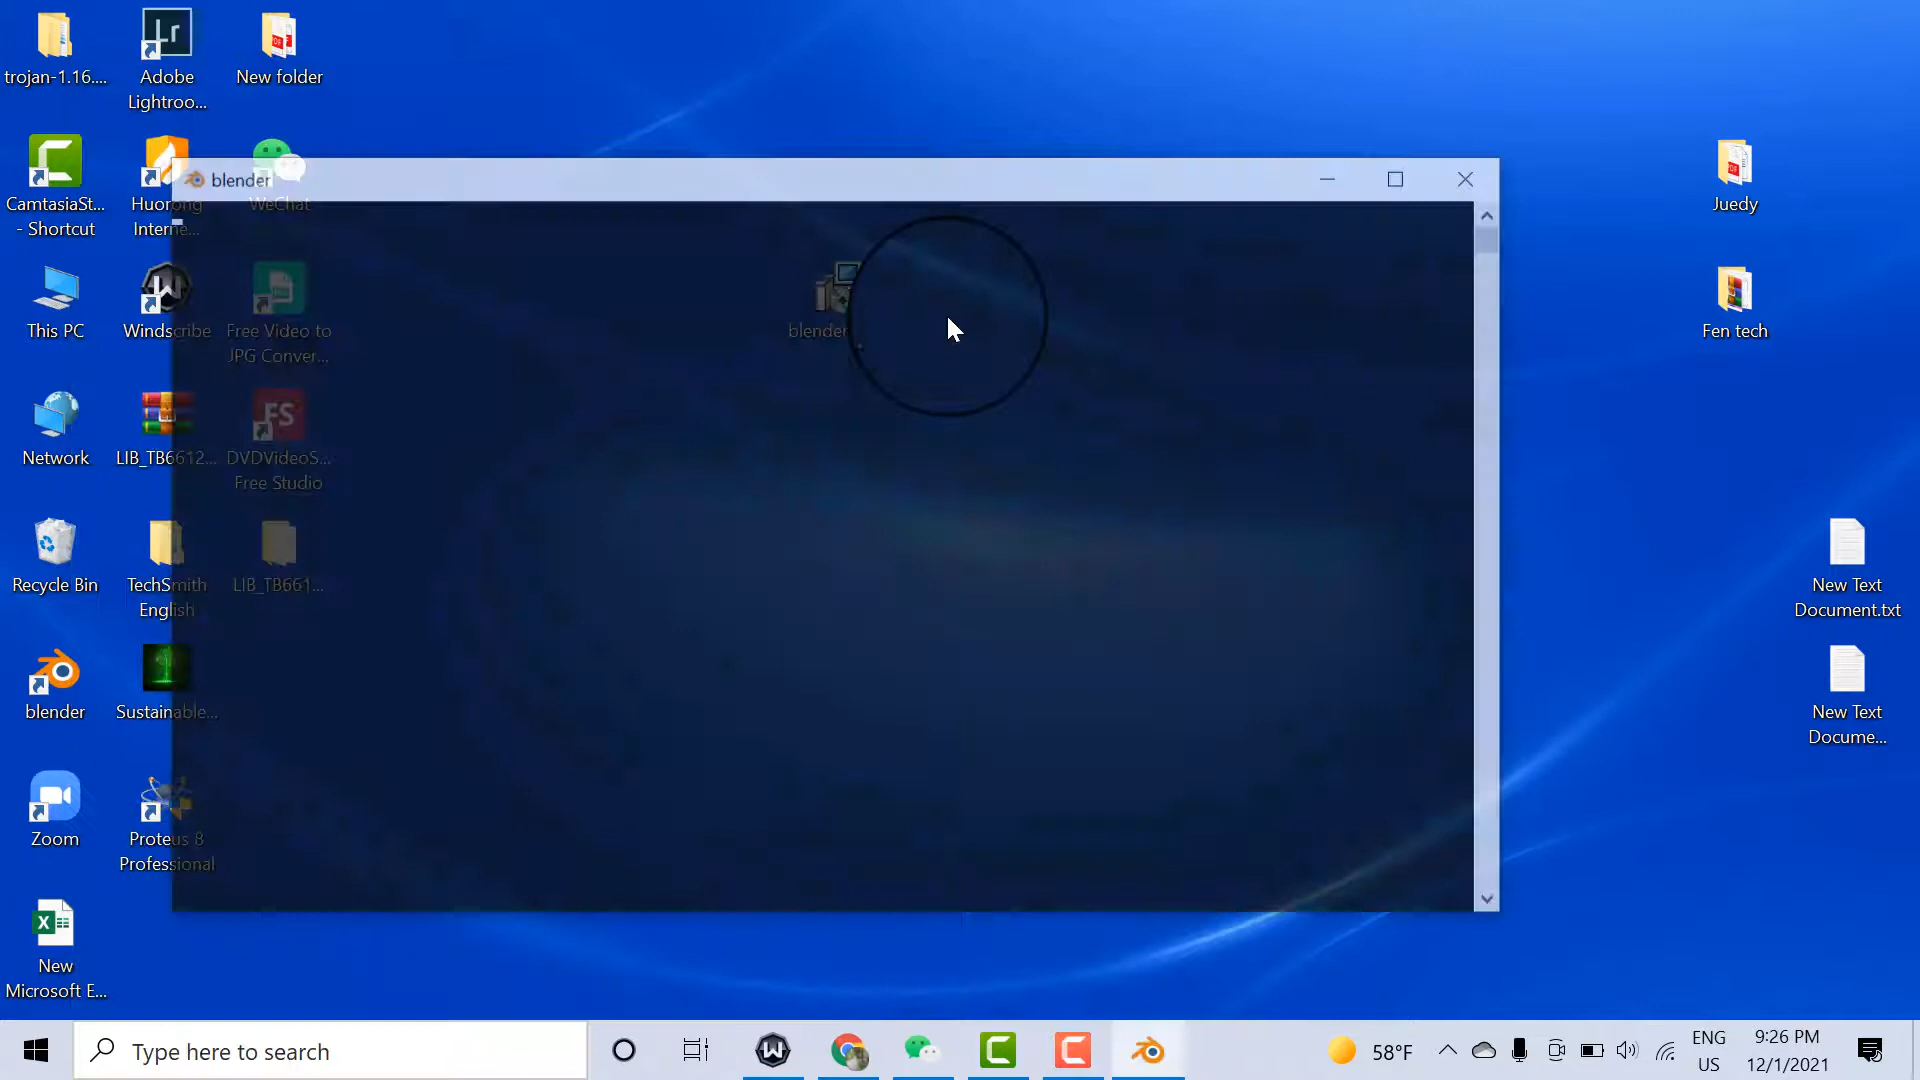 trojan-1.16....
Adobe
Lightroo...
New folder
CamtasiaSt...
- Shortcut
Huorong
Interne...
WeChat
blender
This PC
Windscribe
Free Video to
JPG Conver...
blender
Juedy
Fen tech
Network
LIB_TB6612...
DVDVideoS...
Free Studio
FS
Lr
Recycle Bin
TechSmith
English
LIB_TB661...
New Text
Document.txt
blender
Sustainable...
New Text
Docume...
Zoom
Proteus 8
Professional
New
Microsoft E...
Type here to search
58°F
ENG
US
9:26 PM
12/1/2021